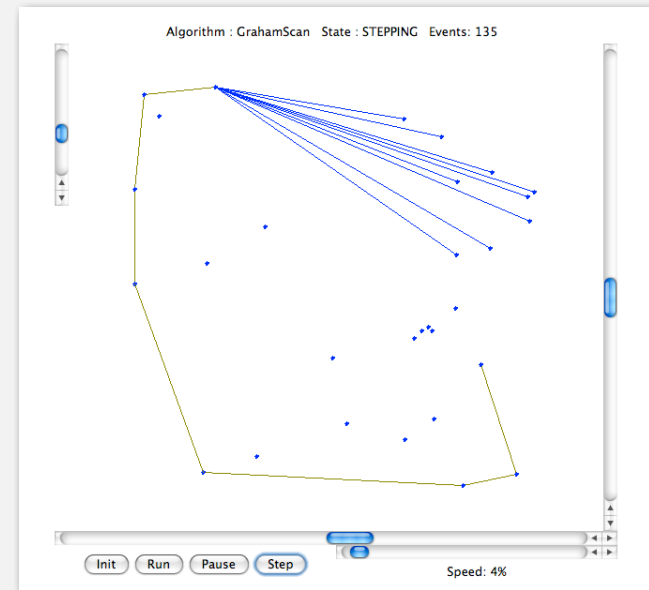 Algorithm : GrahamScan State : STEPPING Events: 135
Init Run Pause Step
Speed: 4%